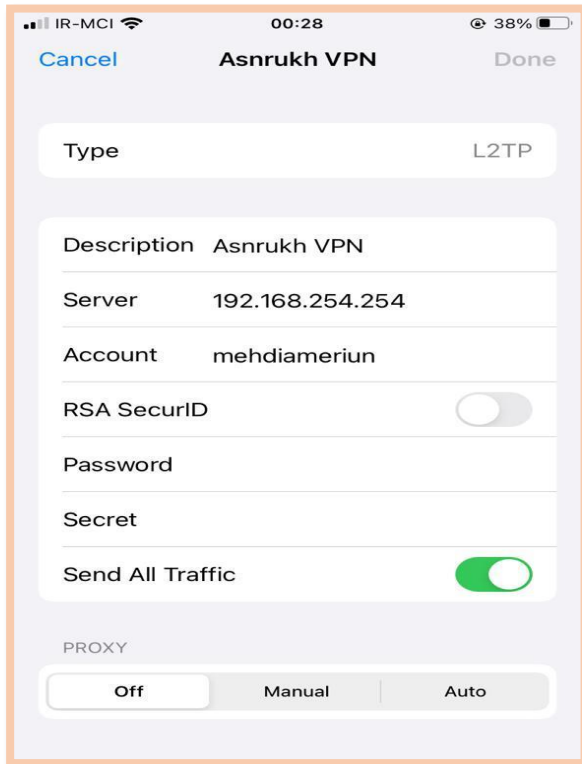 IR-MCI 00:28 38%
Cancel Asnrukh VPN Done
Type L2TP
Description Asnrukh VPN
Server 192.168.254.254
Account mehdiameriun
RSA SecurID
Password
Secret
Send All Traffic
PROXY
Off Manual Auto